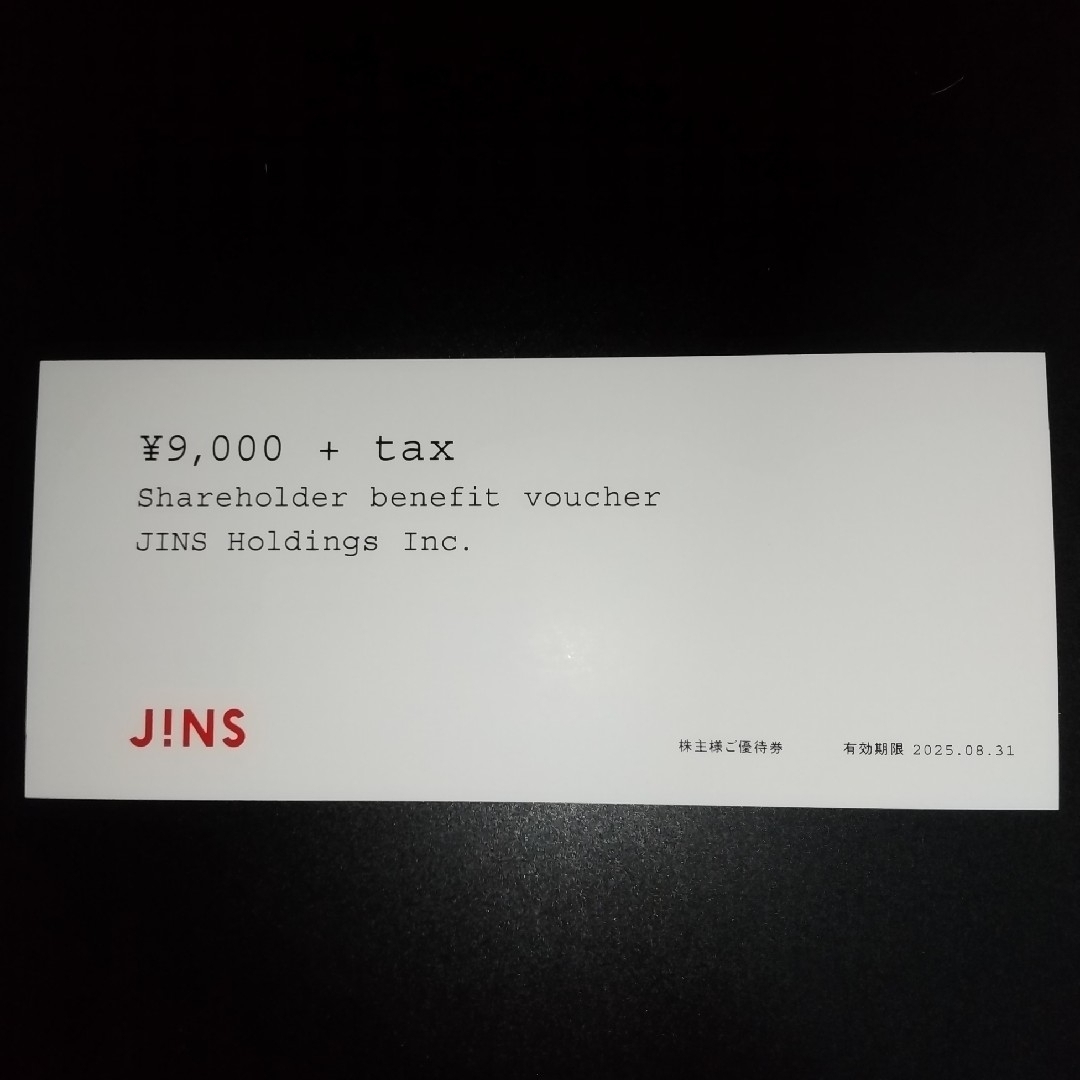 ¥9,000 + tax
Shareholder benefit voucher
JINS Holdings Inc.
J!NS
株主様ご優待券 有効期限 2025.08.31